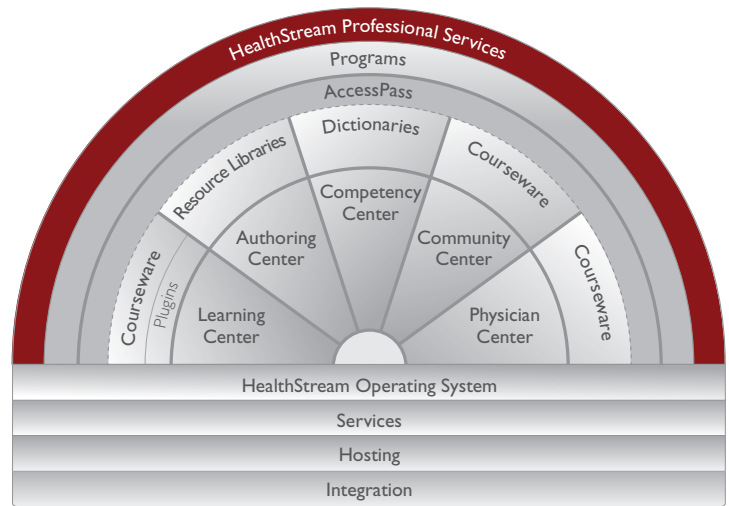 HealthStream Professional Services
Programs
AccessPass
Dictionaries
Resource Libraries
Courseware
Competency
Center
Authoring
Center
Community
Center
Courseware
Plugins
Learning
Center
Physician
Center
Courseware
HealthStream Operating System
Services
Hosting
Integration